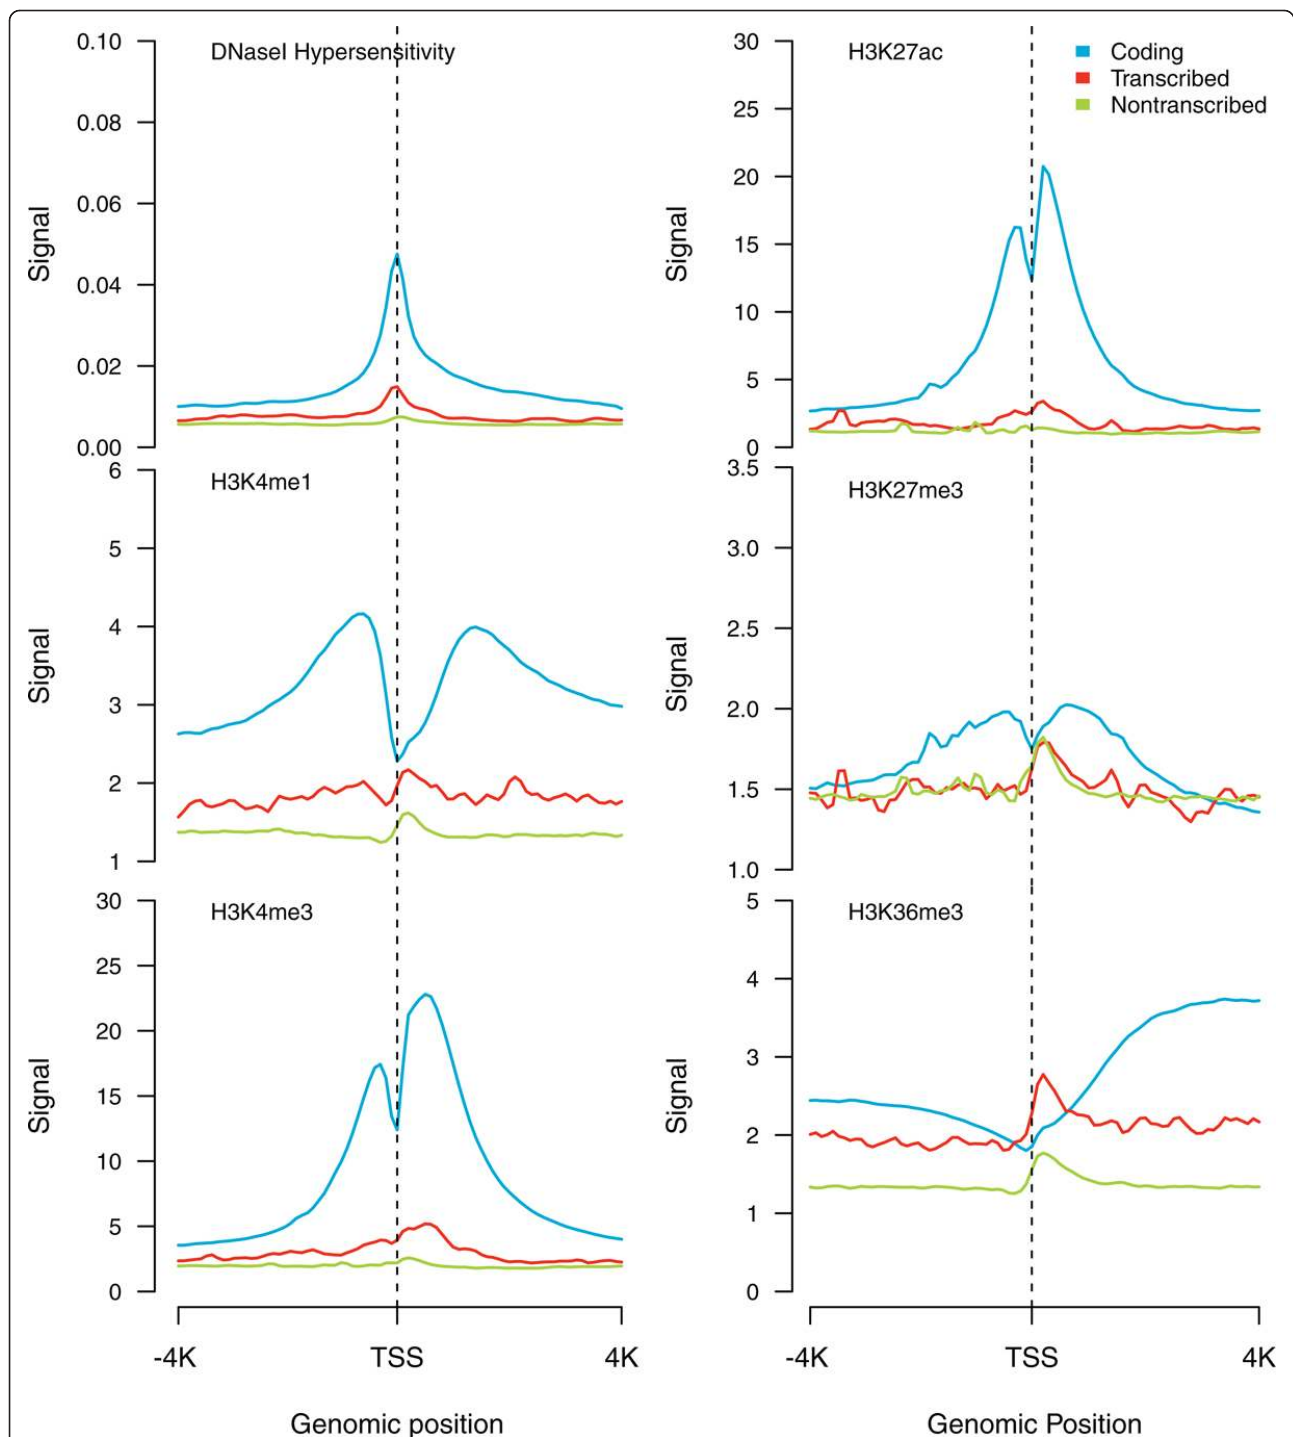 DNaseI Hypersensitivity
0.10
0.08
0.06
0.04
0.02
0.00
Signal
H3K27ac
Coding
Transcribed
Nontranscribed
30
25
20
15
10
5
0
Signal
H3K4me1
6
5
4
3
2
1
Signal
H3K27me3
3.5
3.0
2.5
2.0
1.5
1.0
Signal
H3K4me3
30
25
20
15
10
5
0
Signal
-4K TSS 4K
Genomic position
H3K36me3
5
4
3
2
1
0
Signal
-4K TSS 4K
Genomic Position